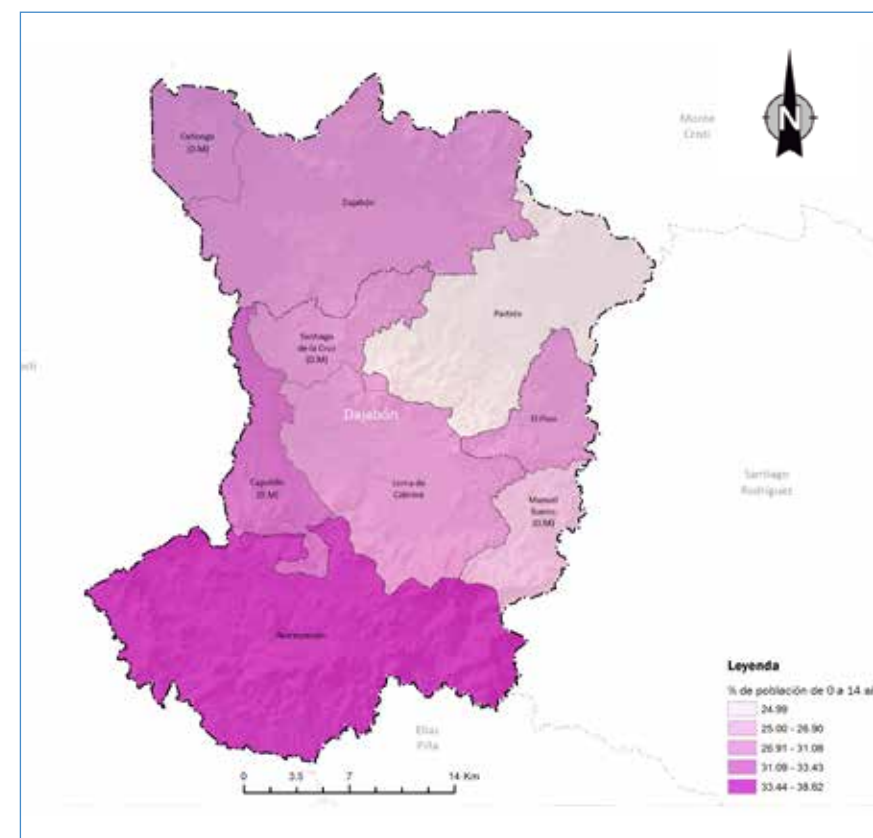 N
Monte
Cristi
Cañongo
(D.M)
Dajabón
Partido
Santiago
de la Cruz
(D.M)
Dajabón
El Pino
Capotillo
(D.M)
Loma de
Cabrera
Manuel
Bueno
(D.M)
Santiago
Rodríguez
Restauración
Elías
Piña
0 3.5 7 14 Km
Leyenda
% de población de 0 a 14 añ
24.99
25.00 - 26.90
26.91 - 31.08
31.09 - 33.43
33.44 - 38.62